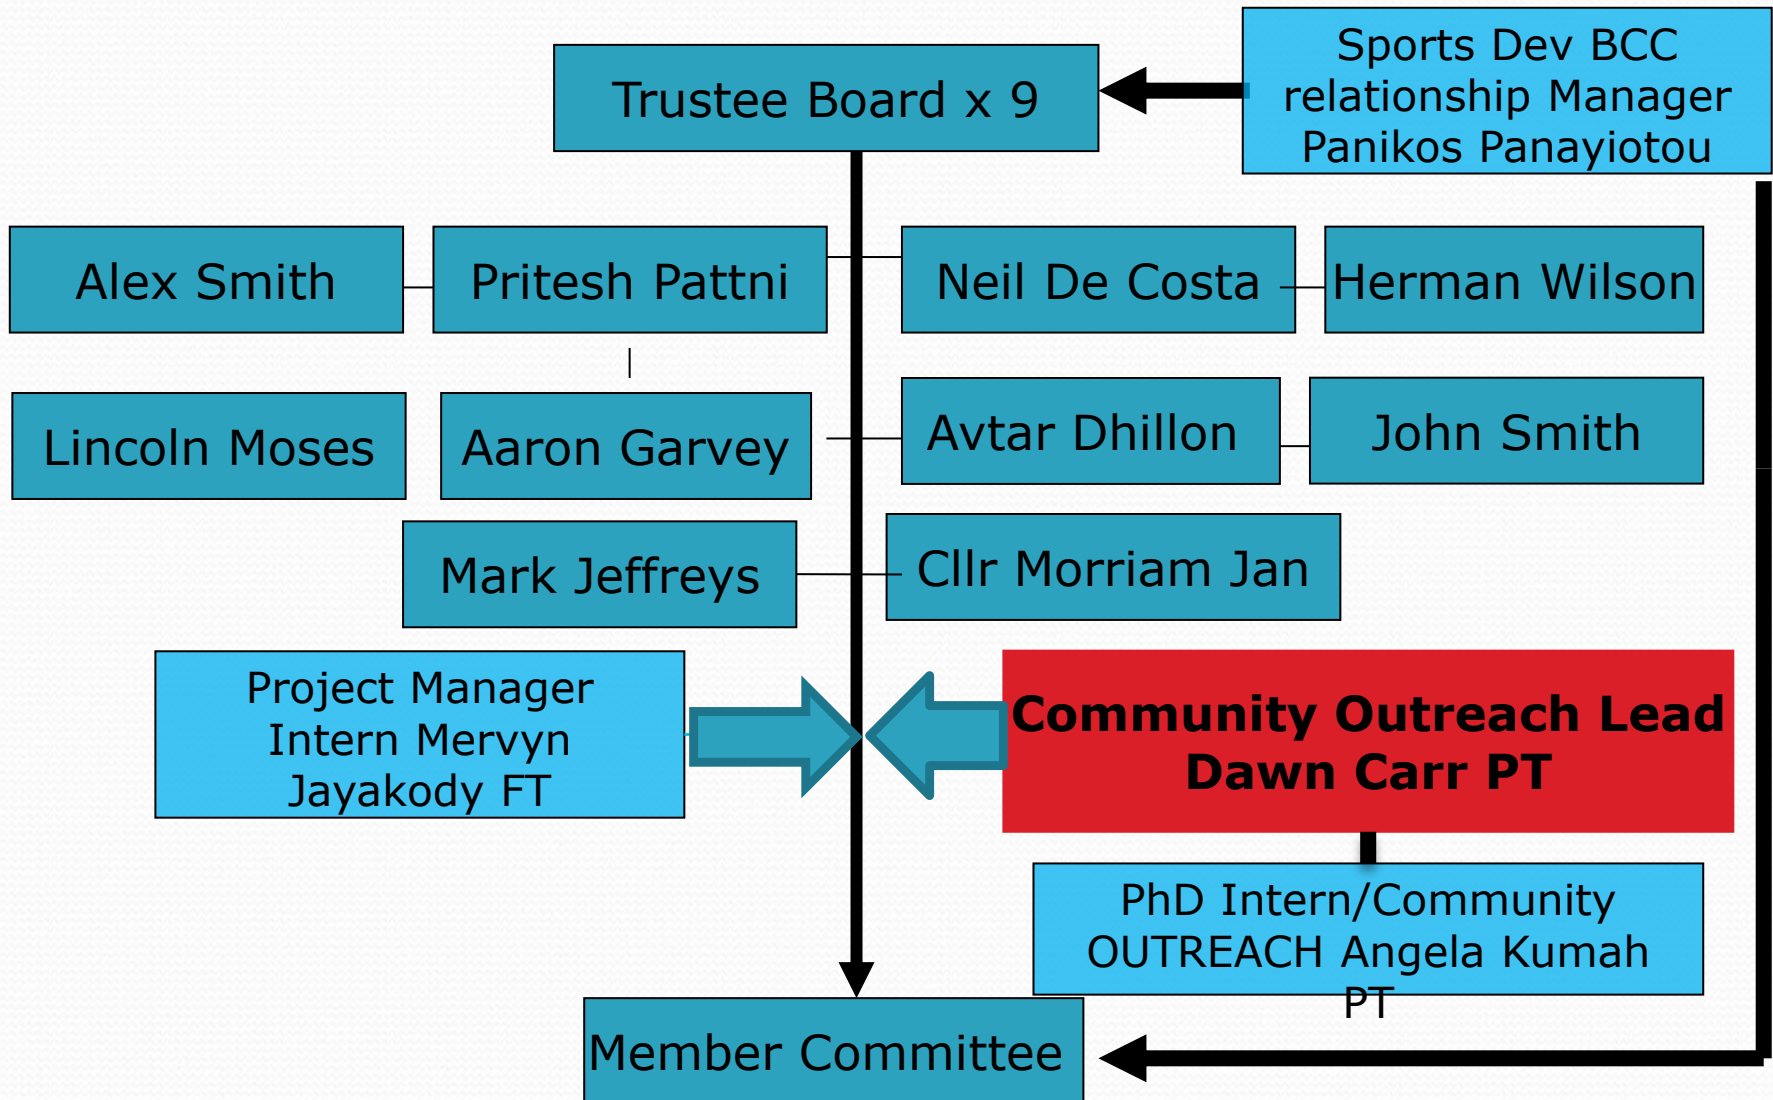 Sports Dev BCC
relationship Manager
Panikos Panayiotou
Trustee Board x 9
Alex Smith
Pritesh Pattni
Neil De Costa
Herman Wilson
Lincoln Moses
Aaron Garvey
Avtar Dhillon
John Smith
Mark Jeffreys
Cllr Morriam Jan
Project Manager
Intern Mervyn
Jayakody FT
Community Outreach Lead
Dawn Carr PT
PhD Intern/Community
OUTREACH Angela Kumah
PT
Member Committee